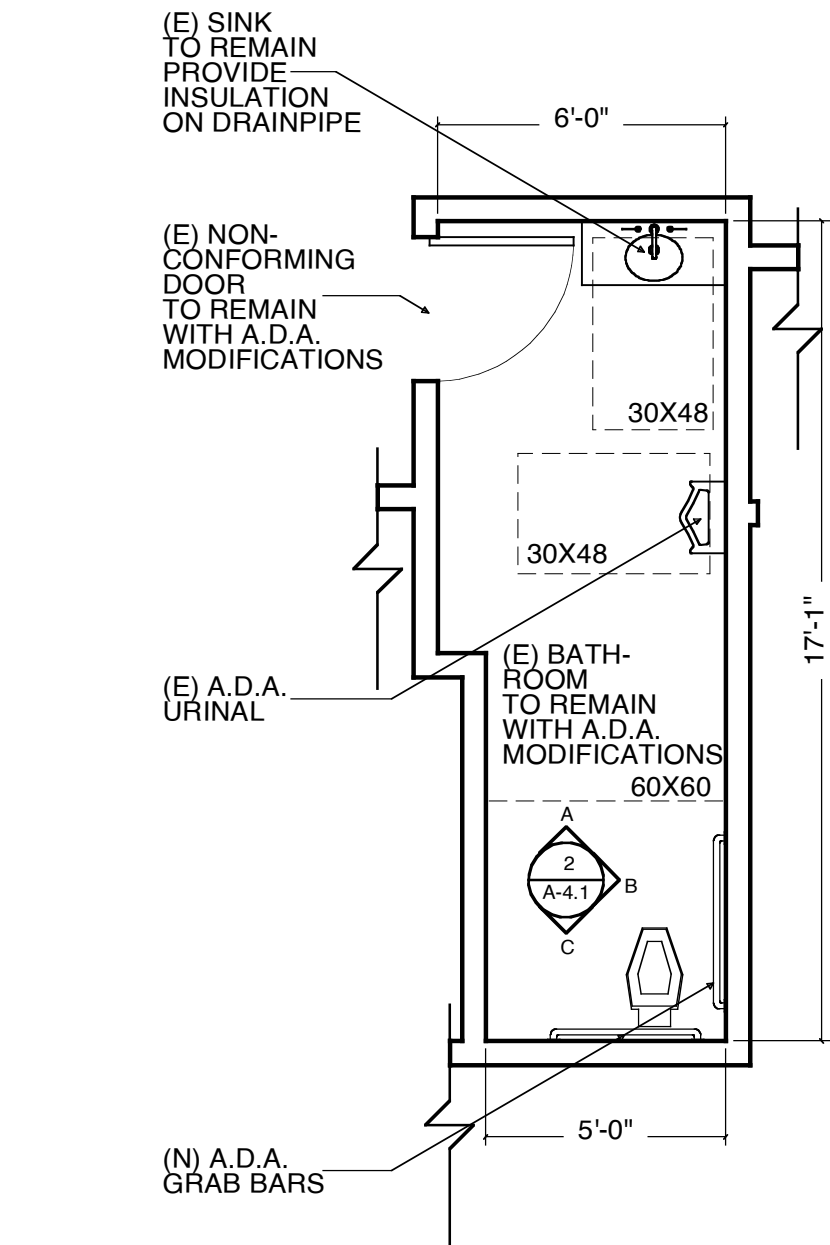 (E) SINK
TO REMAIN
PROVIDE
INSULATION
ON DRAINPIPE
6'-0"
(E) NON-
CONFORMING
DOOR
TO REMAIN
WITH A.D.A.
MODIFICATIONS
30X48
30X48
17'-1"
(E) A.D.A.
URINAL
(E) BATH-
ROOM
TO REMAIN
WITH A.D.A.
MODIFICATIONS
60X60
A
2
A-4.1
B
C
5'-0"
(N) A.D.A.
GRAB BARS